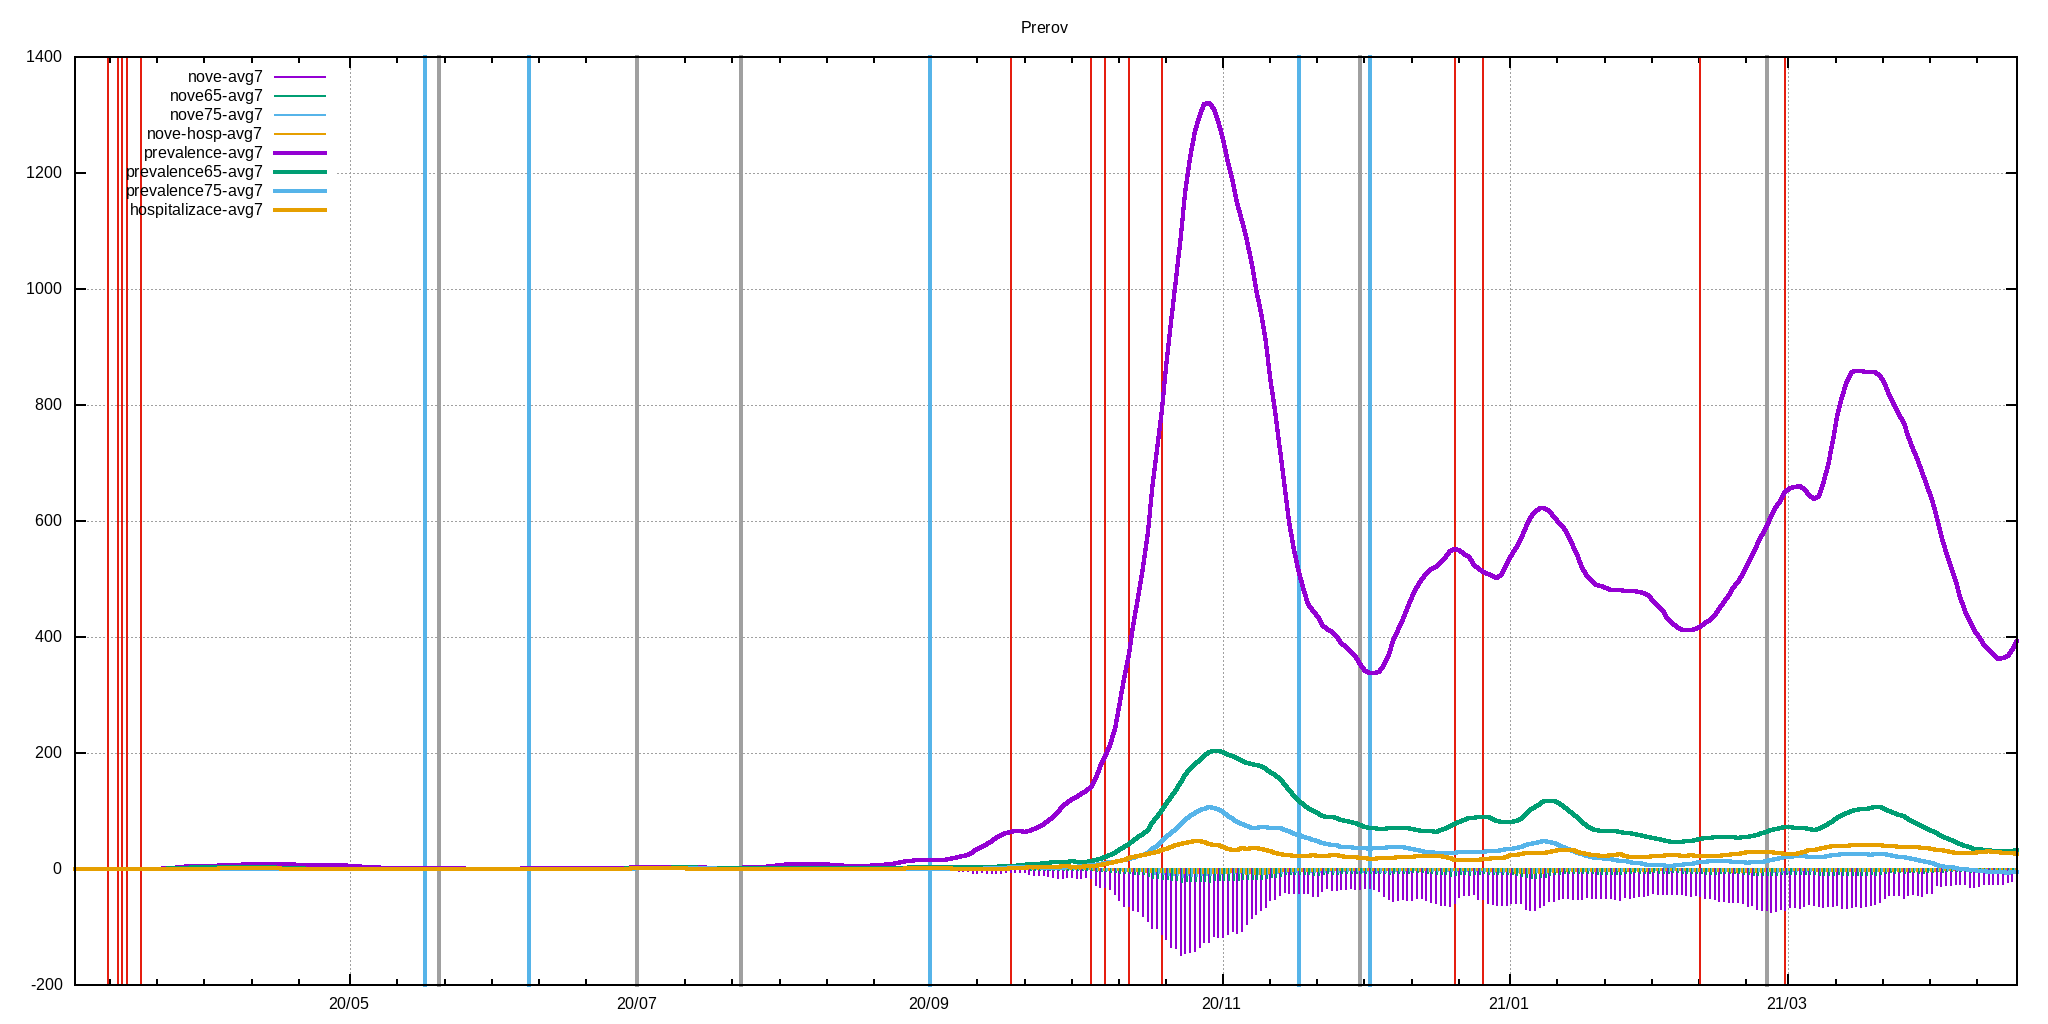 Prerov
1400
1200
1000
800
600
400
200
0
-200
nove-avg7
nove65-avg7
nove75-avg7
nove-hosp-avg7
prevalence-avg7
prevalence65-avg7
prevalence75-avg7
hospitalizace-avg7
20/05
20/07
20/09
20/11
21/01
21/03